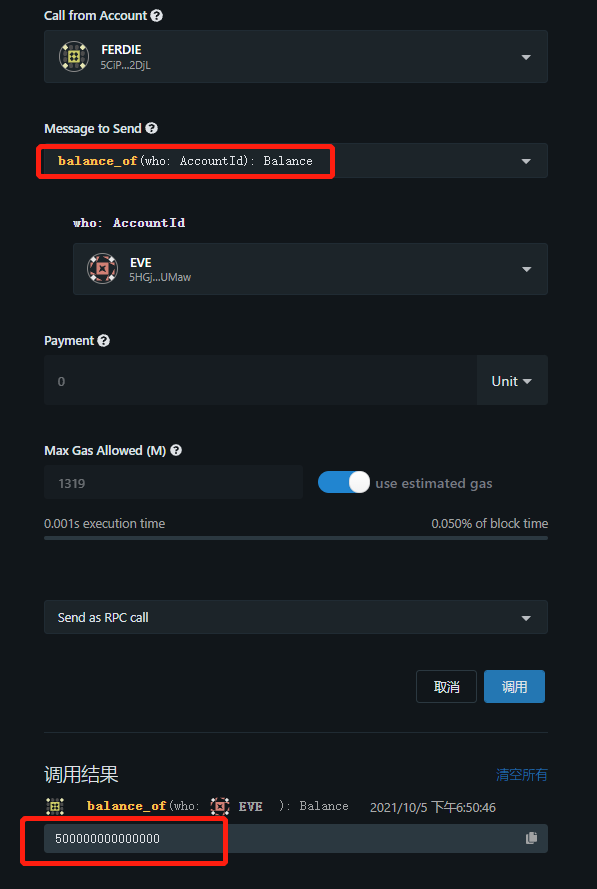 Call from Account
FERDIE
5CiP...2DjL
Message to Send
balance_of(who: AccountId): Balance
who: AccountId
EVE
5HGj...UMaw
Payment
0
Unit
Max Gas Allowed (M)
1319
use estimated gas
0.001s execution time
0.050% of block time
Send as RPC call
取消
调用
调用结果
清空所有
balance_of(who: EVE ): Balance 2021/10/5 下午6:50:46
500000000000000